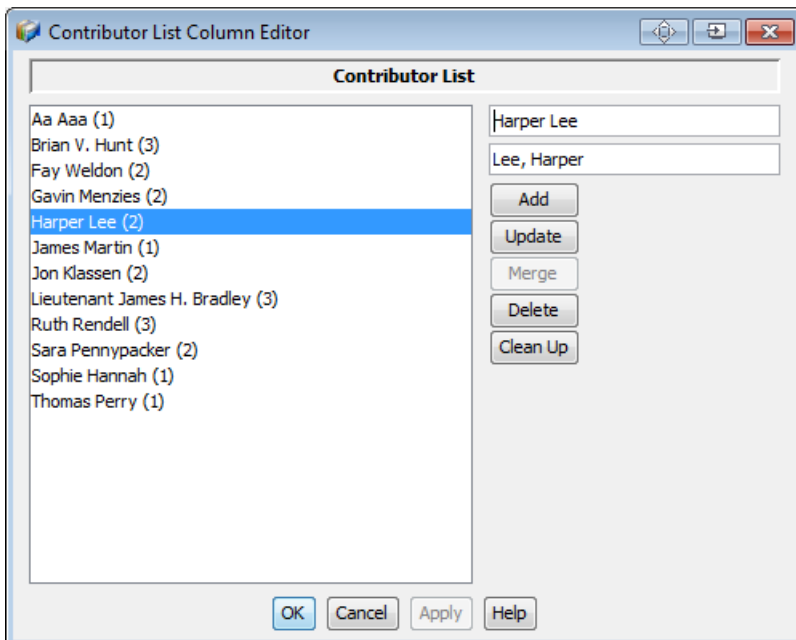 Contributor List Column Editor
Contributor List
Aa Aaa (1)
Brian V. Hunt (3)
Fay Weldon (2)
Gavin Menzies (2)
Harper Lee (2)
James Martin (1)
Jon Klassen (2)
Lieutenant James H. Bradley (3)
Ruth Rendell (3)
Sara Pennypacker (2)
Sophie Hannah (1)
Thomas Perry (1)
Harper Lee
Lee, Harper
Add
Update
Merge
Delete
Clean Up
OK Cancel Apply Help